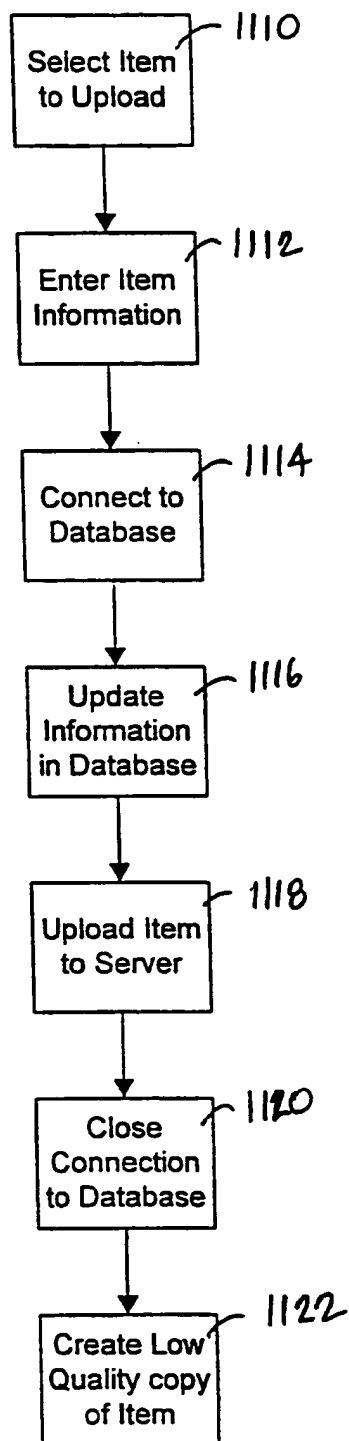 1110
Select Item
to Upload
1112
Enter Item
Information
1114
Connect to
Database
1116
Update
Information
in Database
1118
Upload Item
to Server
1120
Close
Connection
to Database
1122
Create Low
Quality copy
of Item